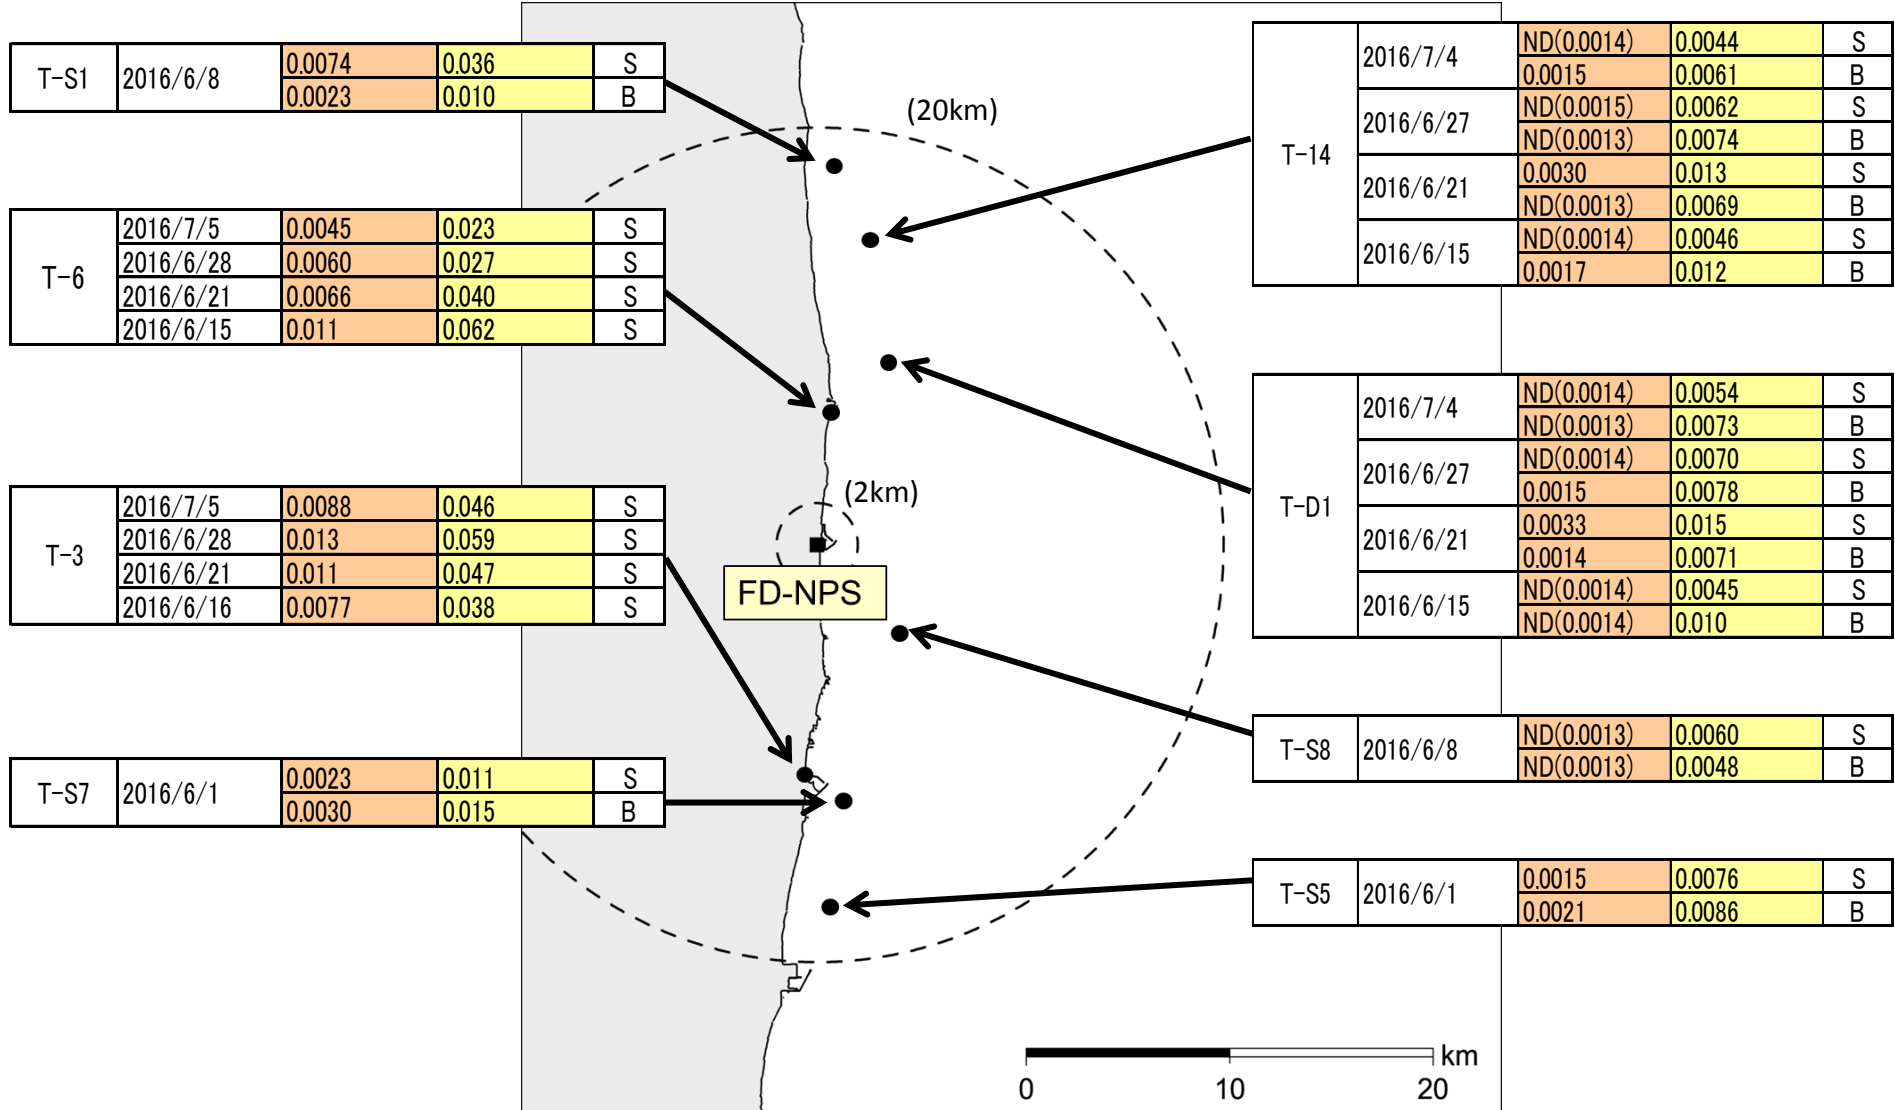 T-S1 2016/6/8 0.0074 0.036 S
0.0023 0.010 B
T-6 2016/7/5 0.0045 0.023 S
2016/6/28 0.0060 0.027 S
2016/6/21 0.0066 0.040 S
2016/6/15 0.011 0.062 S
T-3 2016/7/5 0.0088 0.046 S
2016/6/28 0.013 0.059 S
2016/6/21 0.011 0.047 S
2016/6/16 0.0077 0.038 S
T-S7 2016/6/1 0.0023 0.011 S
0.0030 0.015 B
(20km)
(2km)
FD-NPS
T-14 2016/7/4 ND(0.0014) 0.0044 S
0.0015 0.0061 B
2016/6/27 ND(0.0015) 0.0062 S
ND(0.0013) 0.0074 B
2016/6/21 0.0030 0.013 S
ND(0.0013) 0.0069 B
2016/6/15 ND(0.0014) 0.0046 S
0.0017 0.012 B
T-D1 2016/7/4 ND(0.0014) 0.0054 S
ND(0.0013) 0.0073 B
2016/6/27 ND(0.0014) 0.0070 S
0.0015 0.0078 B
2016/6/21 0.0033 0.015 S
0.0014 0.0071 B
2016/6/15 ND(0.0014) 0.0045 S
ND(0.0014) 0.010 B
T-S8 2016/6/8 ND(0.0013) 0.0060 S
ND(0.0013) 0.0048 B
T-S5 2016/6/1 0.0015 0.0076 S
0.0021 0.0086 B
km
0 10 20